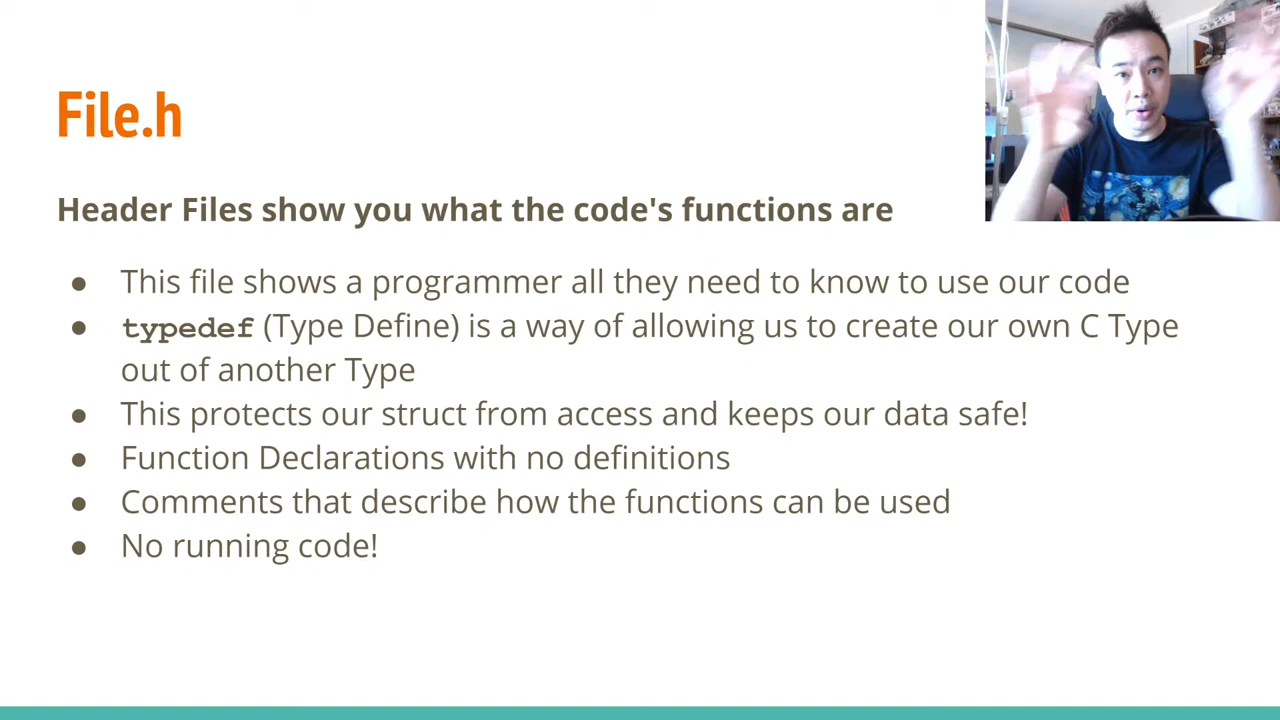 File.h
Header Files show you what the code's functions are
● This file shows a programmer all they need to know to use our code
● typedef (Type Define) is a way of allowing us to create our own C Type
out of another Type
● This protects our struct from access and keeps our data safe!
● Function Declarations with no definitions
● Comments that describe how the functions can be used
● No running code!